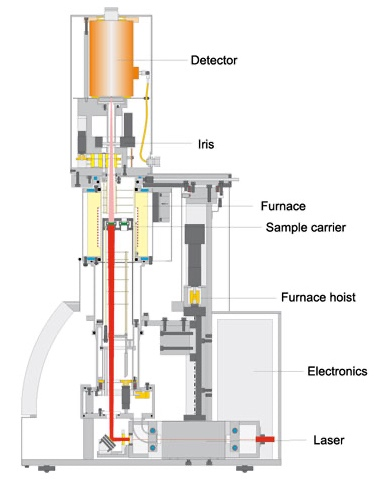 Detector
Iris
Furnace
Sample carrier
Furnace hoist
Electronics
Laser